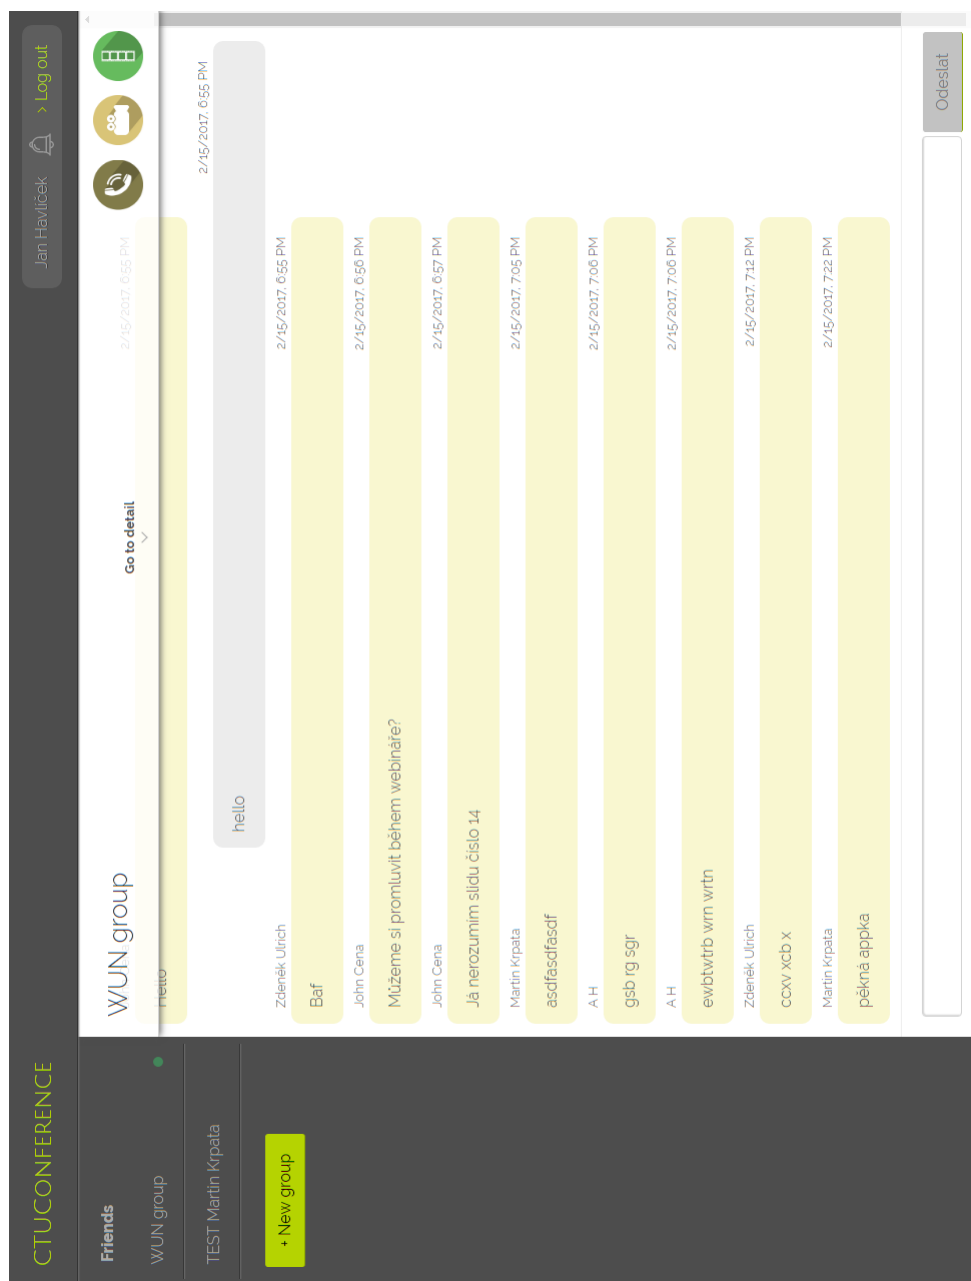 CTUCONFERENCE
Jan Havlíček
> Log out
Friends
WUN group
TEST Martin Krpata
+ New group
WUN group
Go to detail
2/15/2017, 6:55 PM
Hello
2/15/2017, 6:55 PM
hello
Zdeněk Ulrich 2/15/2017, 6:55 PM
Baf
John Cena 2/15/2017, 6:56 PM
Můžeme si promluvit během webináře?
John Cena 2/15/2017, 6:57 PM
Já nerozumím slidu číslo 14
Martin Krpata 2/15/2017, 7:05 PM
asdfasdfasdf
A H 2/15/2017, 7:06 PM
gsb rg sgr
A H 2/15/2017, 7:06 PM
ewbtwtrb wrn wrtn
Zdeněk Ulrich 2/15/2017, 7:12 PM
ccxv xcb x
Martin Krpata 2/15/2017, 7:22 PM
pěkná appka
Odeslat